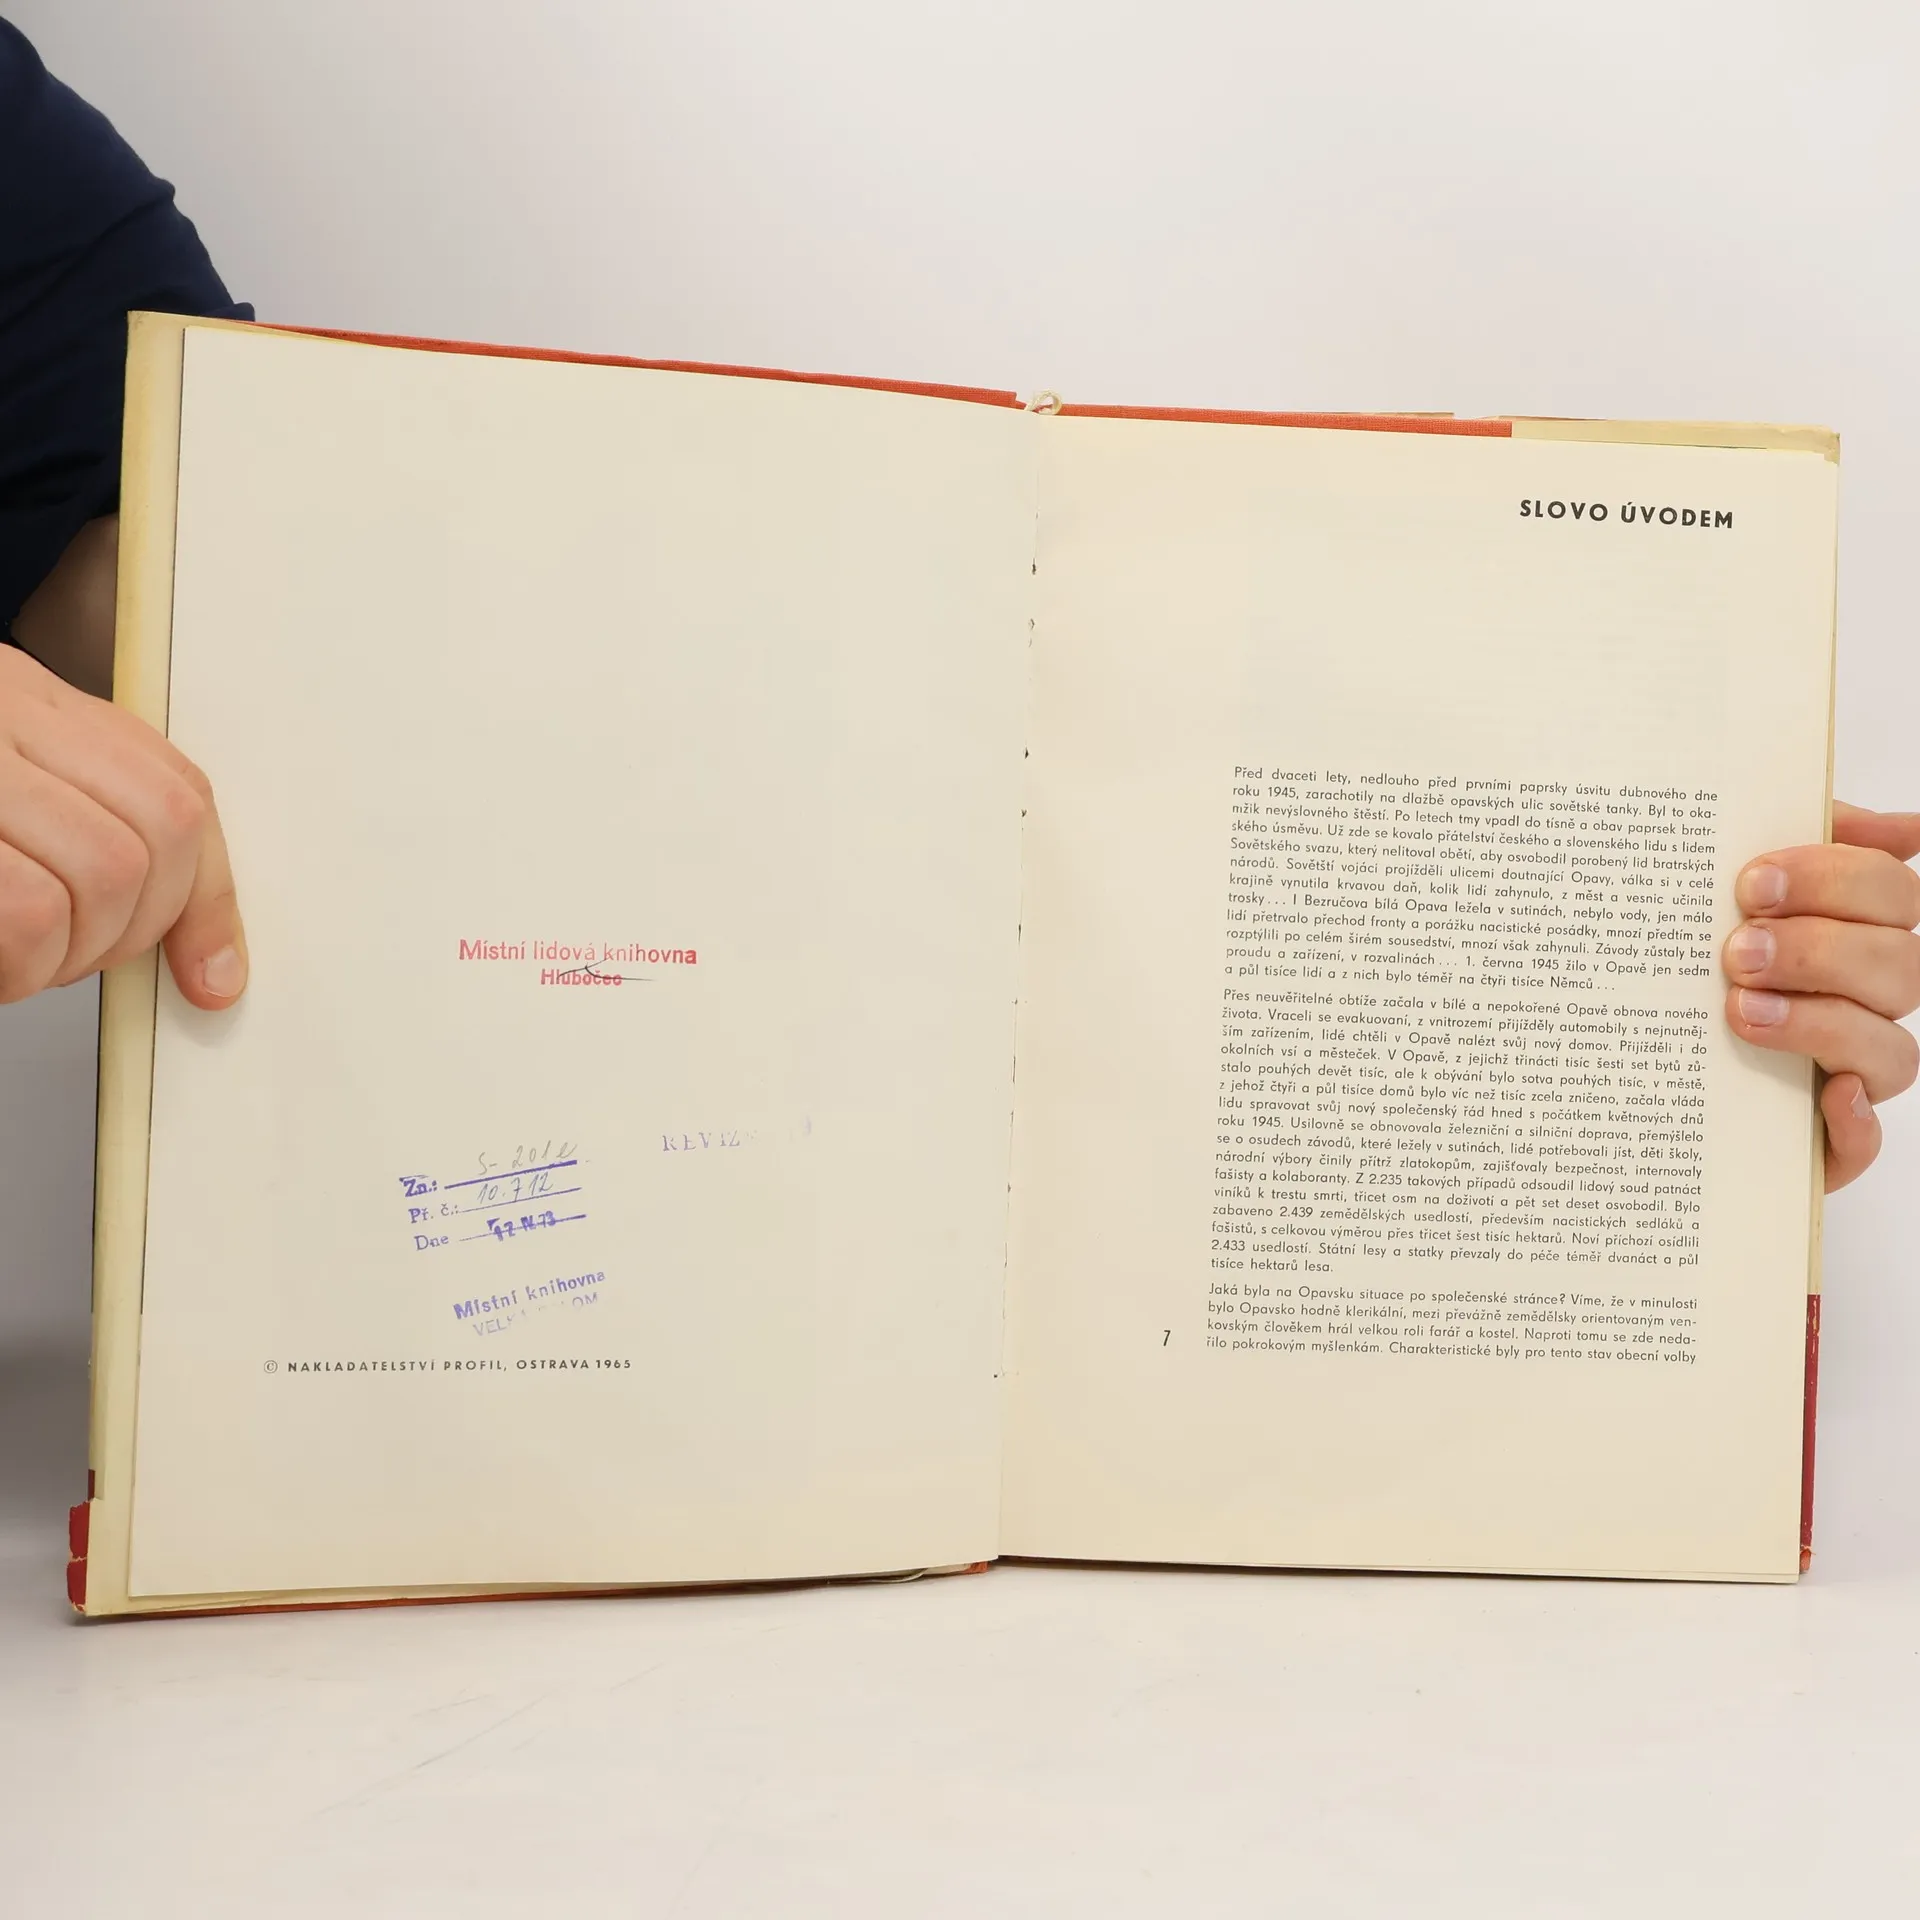 Místní lidová knihovna
Hlubočec
REVIZ
Zn.: S-201e
Př. č.: 10.712
Dne 12.IV.73
Místní knihovna
© NAKLADATELSTVÍ PROFIL, OSTRAVA 1965
SLOVO ÚVODEM
Před dvaceti lety, nedlouho před prvními paprsky úsvitu dubnového dne
roku 1945, zarachotily na dlažbě opavských ulic sovětské tanky. Byl to oka-
mžik nevýslovného štěstí. Po letech tmy vpadl do tísně a obav paprsek bratr-
ského úsměvu. Už zde se kovalo přátelství českého a slovenského lidu s lidem
Sovětského svazu, který nelitoval obětí, aby osvobodil porobený lid bratrských
národů. Sovětští vojáci projížděli ulicemi doutnající Opavy, válka si v celé
krajině vynutila krvavou daň, kolik lidí zahynulo, z měst a vesnic učinila
trosky... I Bezručova bílá Opava ležela v sutinách, nebylo vody, jen málo
lidí přetrvalo přechod fronty a porážku nacistické posádky, mnozí předtím se
rozptýlili po celém širém sousedství, mnozí však zahynuli. Závody zůstaly bez
proudu a zařízení, v rozvalinách... 1. června 1945 žilo v Opavě jen sedm
a půl tisíce lidí a z nich bylo téměř na čtyři tisíce Němců...
Přes neuvěřitelné obtíže začala v bílé a nepokořené Opavě obnova nového
života. Vraceli se evakuovaní, z vnitrozemí přijížděly automobily s nejnutněj-
ším zařízením, lidé chtěli v Opavě nalézt svůj nový domov. Přijížděli i do
okolních vsí a městeček. V Opavě, z jejichž třinácti tisíc šesti set bytů zů-
stalo pouhých devět tisíc, ale k obývání bylo sotva pouhých tisíc, v městě,
z jehož čtyři a půl tisíce domů bylo víc než tisíc zcela zničeno, začala vláda
lidu spravovat svůj nový společenský řád hned s počátkem květnových dnů
roku 1945. Usilovně se obnovovala železniční a silniční doprava, přemýšlelo
se o osudech závodů, které ležely v sutinách, lidé potřebovali jíst, děti školy,
národní výbory činily přítrž zlatokopům, zajišťovaly bezpečnost, internovaly
fašisty a kolaboranty. Z 2.235 takových případů odsoudil lidový soud patnáct
viníků k trestu smrti, třicet osm na doživotí a pět set deset osvobodil. Bylo
zabaveno 2.439 zemědělských usedlostí, především nacistických sedláků a
fašistů, s celkovou výměrou přes třicet šest tisíc hektarů. Noví příchozí osídlili
2.433 usedlostí. Státní lesy a statky převzaly do péče téměř dvanáct a půl
tisíce hektarů lesa.
Jaká byla na Opavsku situace po společenské stránce? Víme, že v minulosti
bylo Opavsko hodně klerikální, mezi převážně zemědělsky orientovaným ven-
kovským člověkem hrál velkou roli farář a kostel. Naproti tomu se zde neda-
řilo pokrokovým myšlenkám. Charakteristické byly pro tento stav obecní volby
7